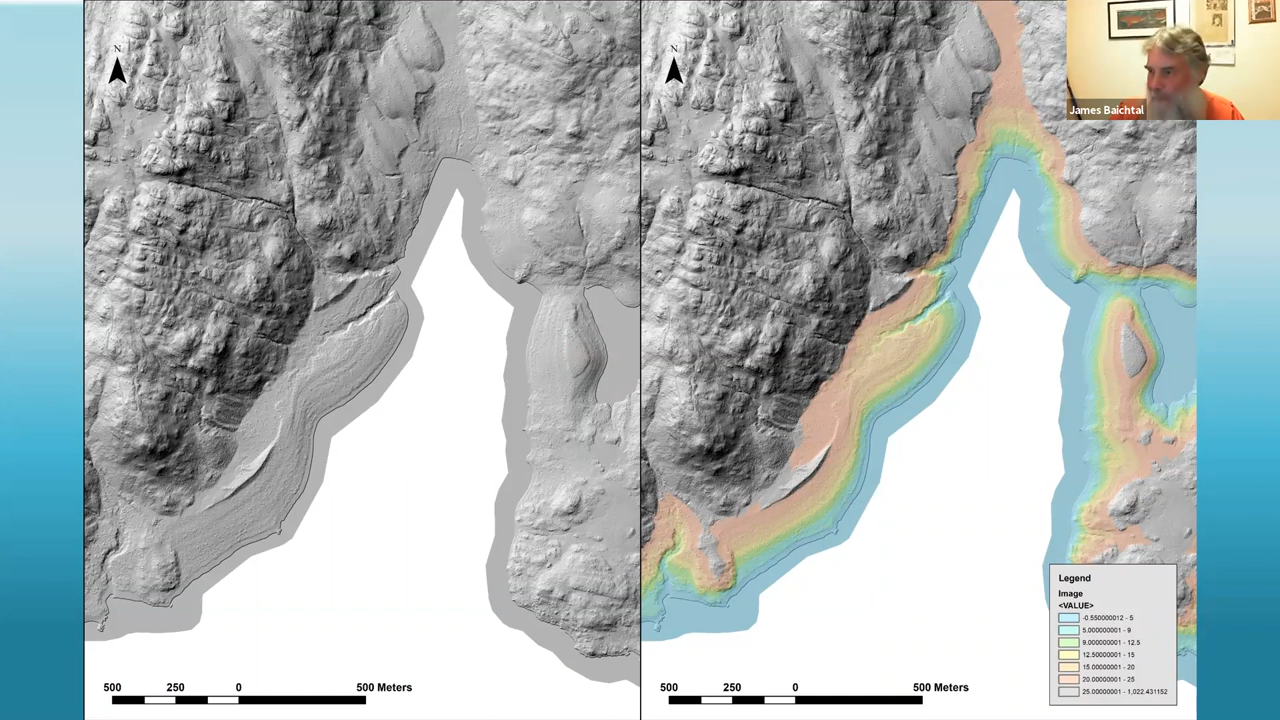 N
500 250 0 500 Meters
N
500 250 0 500 Meters
James Baichtal
Legend
Image
<VALUE>
-0.550000012 - 5
5.000000001 - 9
9.000000001 - 12.5
12.50000001 - 15
15.00000001 - 20
20.00000001 - 25
25.00000001 - 1,022.431152